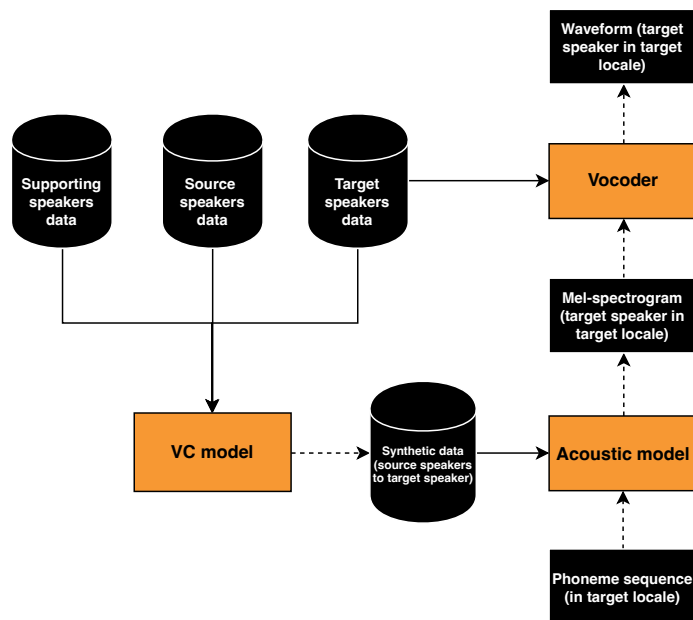 Waveform (target
speaker in target
locale)
Supporting
speakers
data
Source
speakers
data
Target
speakers
data
Vocoder
Mel-spectrogram
(target speaker in
target locale)
VC model
Synthetic data
(source speakers
to target speaker)
Acoustic model
Phoneme sequence
(in target locale)